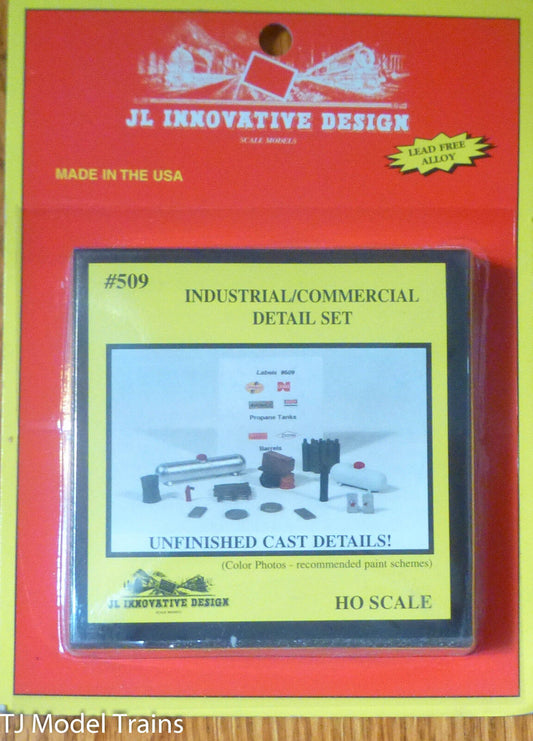 JL INNOVATIVE DESIGN
SCALE MODELS
LEAD FREE
ALLOY
MADE IN THE USA
#509
INDUSTRIAL/COMMERCIAL
DETAIL SET
Labels #509
Propane Tanks
Barrels
UNFINISHED CAST DETAILS!
(Color Photos - recommended paint schemes)
JL INNOVATIVE DESIGN
SCALE MODELS
HO SCALE
TJ Model Trains